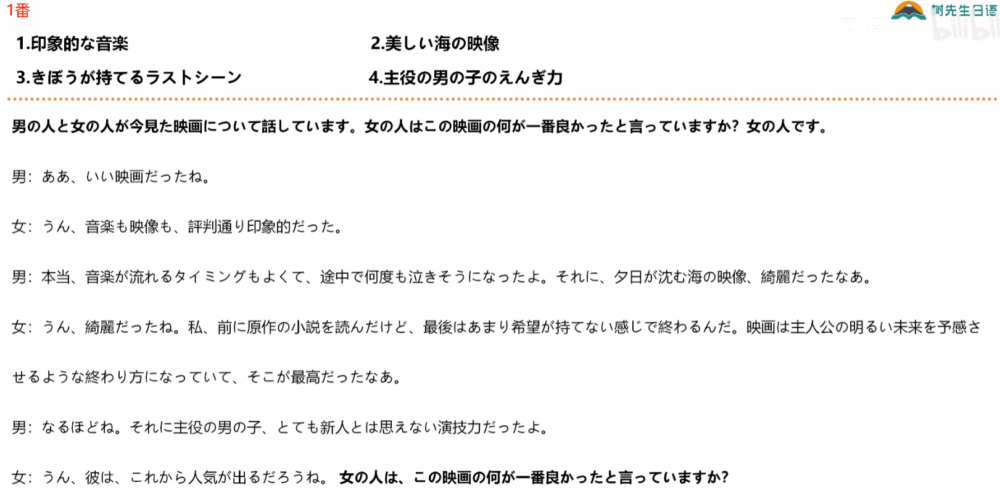 1番
树先生日语
bilibili
1.印象的な音楽 2.美しい海の映像
3.きぼうが持てるラストシーン 4.主役の男の子のえんぎ力
男の人と女の人が今見た映画について話しています。女の人はこの映画の何が一番良かったと言っていますか？女の人です。
男：ああ、いい映画だったね。
女：うん、音楽も映像も、評判通り印象的だった。
男：本当、音楽が流れるタイミングもよくて、途中で何度も泣きそうになったよ。それに、夕日が沈む海の映像、綺麗だったなあ。
女：うん、綺麗だったね。私、前に原作の小説を読んだけど、最後はあまり希望が持てない感じで終わるんだ。映画は主人公の明るい未来を予感さ
せるような終わり方になっていて、そこが最高だったなあ。
男：なるほどね。それに主役の男の子、とても新人とは思えない演技力だったよ。
女：うん、彼は、これから人気が出るだろうね。 女の人は、この映画の何が一番良かったと言っていますか？